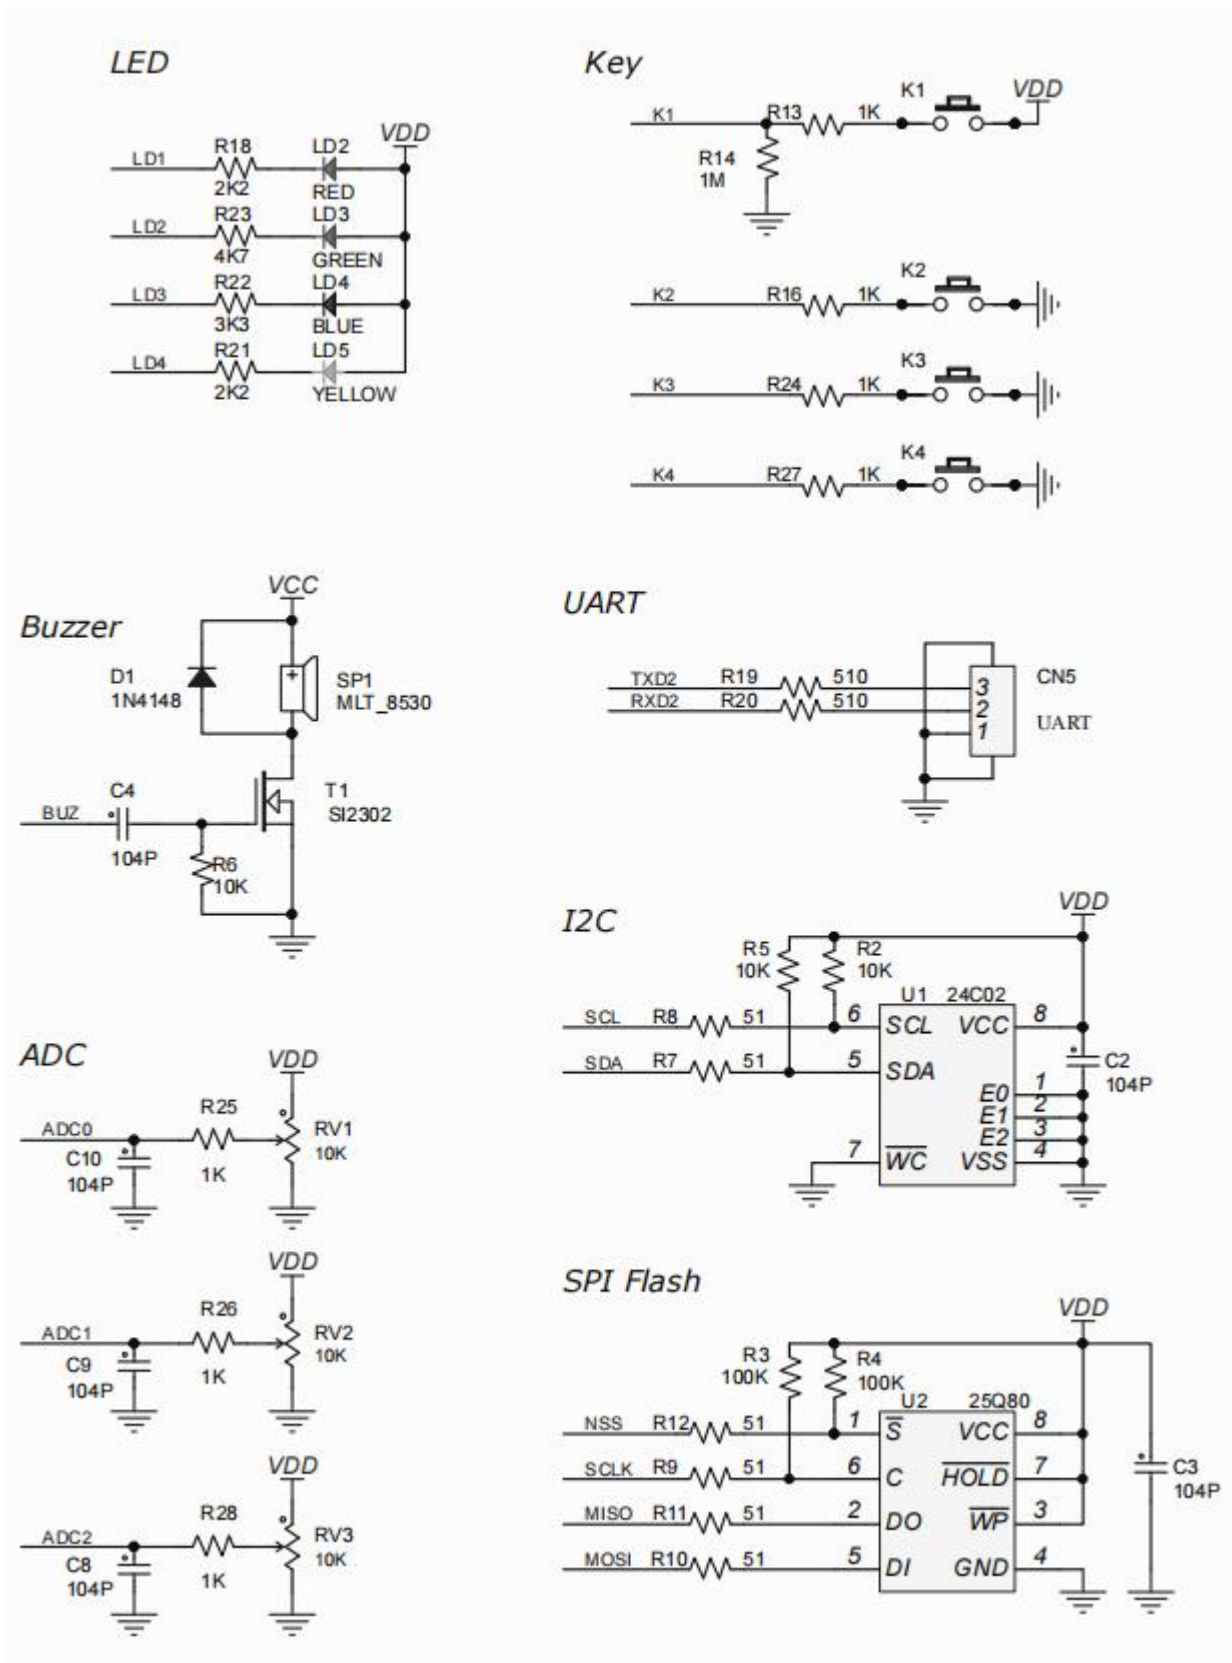 LED
VDD
LD1 R18 2K2 LD2 RED
LD2 R23 4K7 LD3 GREEN
LD3 R22 3K3 LD4 BLUE
LD4 R21 2K2 LD5 YELLOW
Key
K1 R13 1K K1 VDD
R14
1M
K2 R16 1K K2
K3 R24 1K K3
K4 R27 1K K4
Buzzer
VCC
D1
1N4148
SP1
MLT_8530
BUZ
C4
104P
R6
10K
T1
SI2302
UART
TXD2 R19 510 3
RXD2 R20 510 2
1
CN5
UART
I2C
VDD
R5
10K
R2
10K
U1 24C02
SCL R8 51 6 SCL VCC 8
SDA R7 51 5 SDA
E0 1
E1 2
E2 3
7 WC VSS 4
C2
104P
ADC
VDD
ADC0
R25
1K
C10
104P
RV1
10K
VDD
ADC1
R26
1K
C9
104P
RV2
10K
VDD
ADC2
R28
1K
C8
104P
RV3
10K
SPI Flash
VDD
R3
100K
R4
100K
U2 25Q80
NSS R12 51 1 S VCC 8
SCLK R9 51 6 C HOLD 7
MISO R11 51 2 DO WP 3
MOSI R10 51 5 DI GND 4
C3
104P